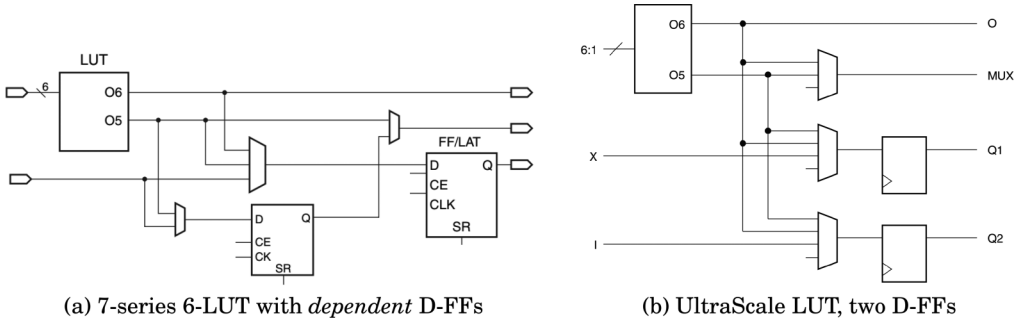 LUT
6
O6
O5
FF/LAT
D
Q
CE
CLK
SR
D
Q
CE
CK
SR
(a) 7-series 6-LUT with dependent D-FFs
6:1
O6
O5
O
MUX
X
Q1
I
Q2
(b) UltraScale LUT, two D-FFs